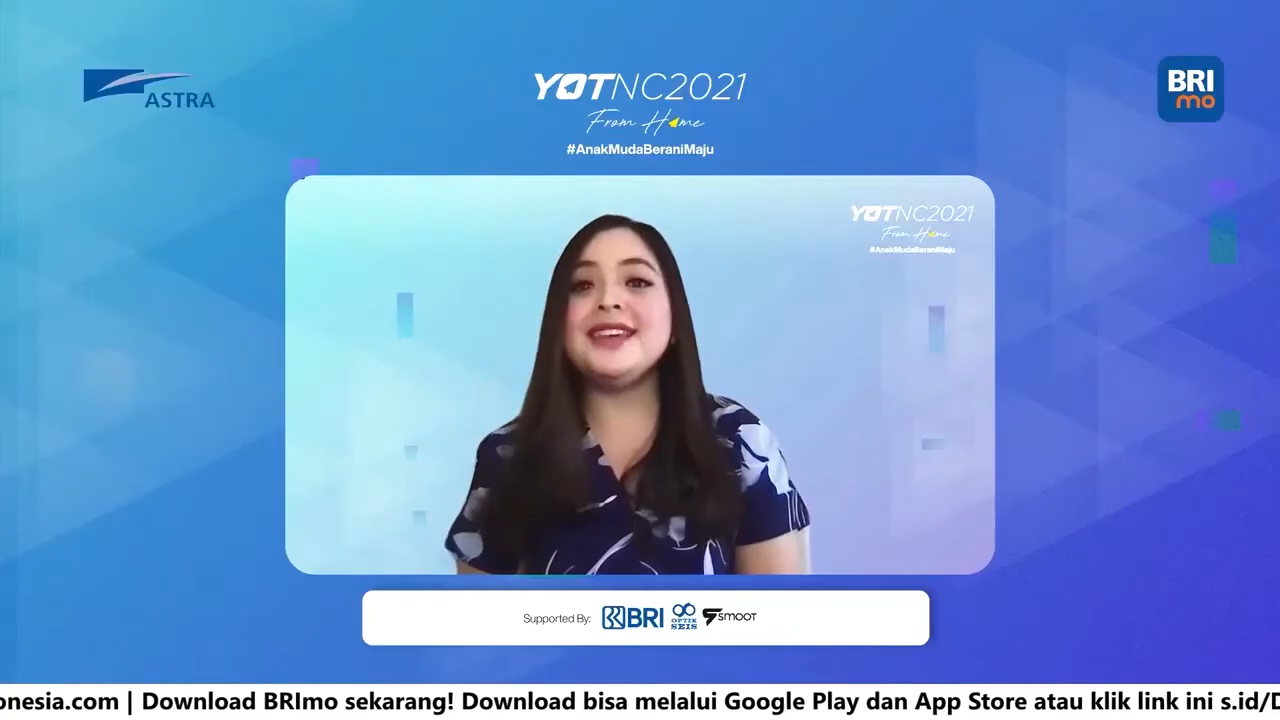 ASTRA
YOTNC2021
From Home
#AnakMudaBeraniMaju
BRI
mo
YOTNC2021
From Home
#AnakMudaBeraniMaju
Supported By: BRI OPTIK SEIS SMOOT
onesia.com | Download BRImo sekarang! Download bisa melalui Google Play dan App Store atau klik link ini s.id/D